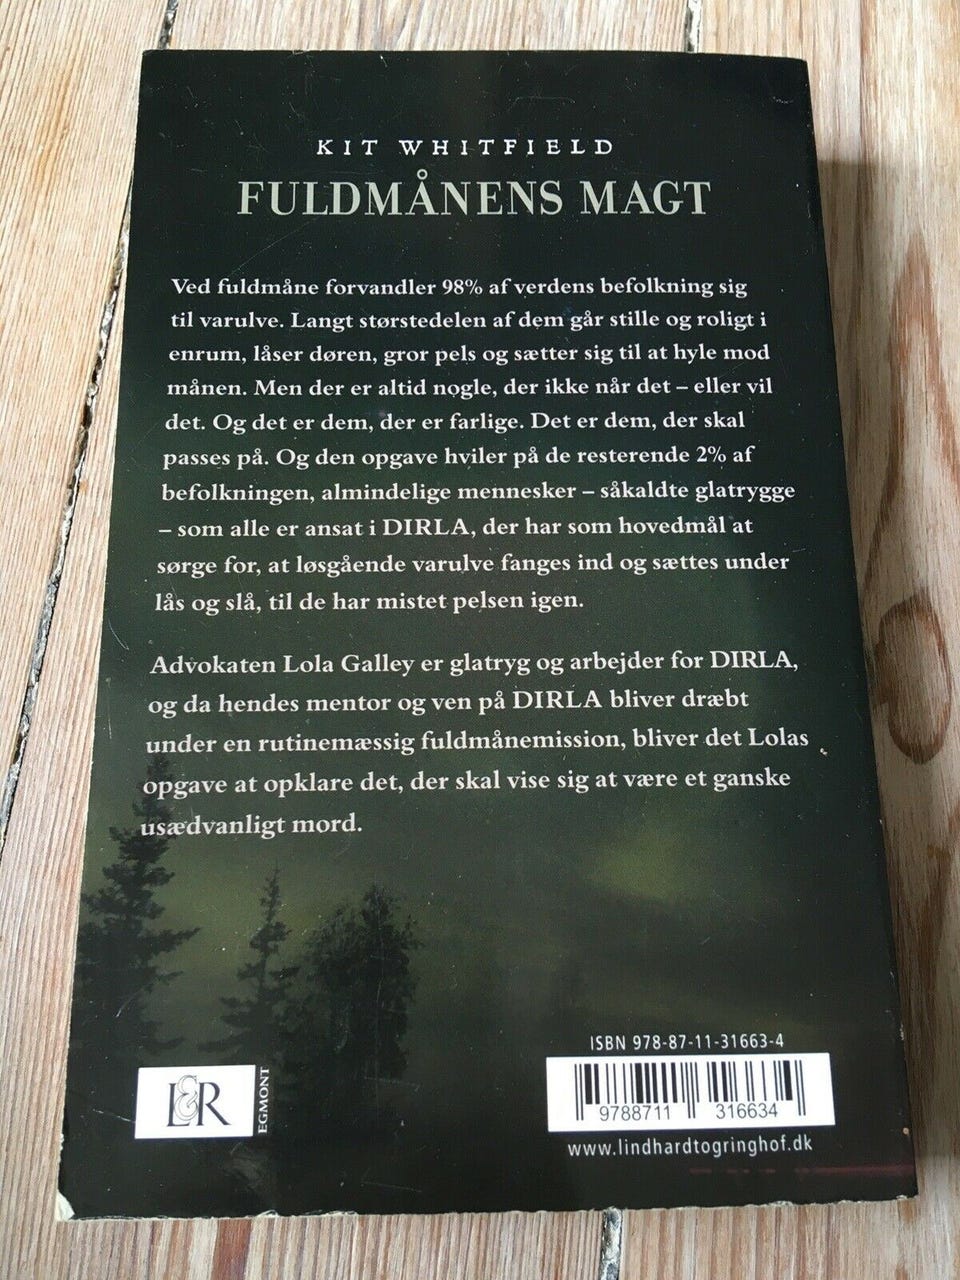 KIT WHITFIELD
FULDMÅNENS MAGT
Ved fuldmåne forvandler 98% af verdens befolkning sig
til varulve. Langt størstedelen af dem går stille og roligt i
enrum, låser døren, gror pels og sætter sig til at hyle mod
månen. Men der er altid nogle, der ikke når det – eller vil
det. Og det er dem, der er farlige. Det er dem, der skal
passes på. Og den opgave hviler på de resterende 2% af
befolkningen, almindelige mennesker – såkaldte glatrygge
– som alle er ansat i DIRLA, der har som hovedmål at
sørge for, at løsgående varulve fanges ind og sættes under
lås og slå, til de har mistet pelsen igen.
Advokaten Lola Galley er glatryg og arbejder for DIRLA,
og da hendes mentor og ven på DIRLA bliver dræbt
under en rutinemæssig fuldmånemission, bliver det Lolas
opgave at opklare det, der skal vise sig at være et ganske
usædvanligt mord.
ISBN 978-87-11-31663-4
9788711 316634
www.lindhardtogringhof.dk
L&R
EGMONT